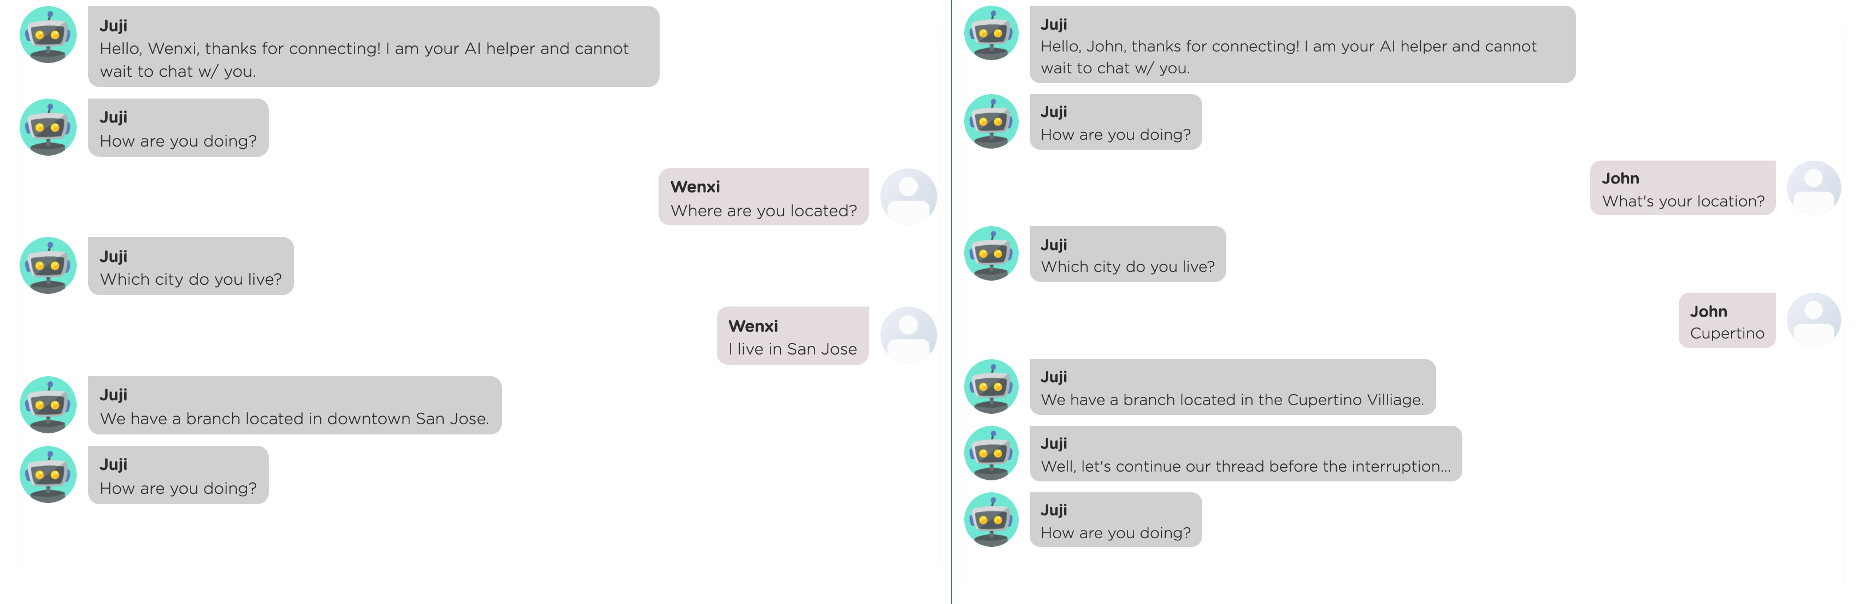 Juji
Hello, Wenxi, thanks for connecting! I am your AI helper and cannot
wait to chat w/ you.
Juji
How are you doing?
Wenxi
Where are you located?
Juji
Which city do you live?
Wenxi
I live in San Jose
Juji
We have a branch located in downtown San Jose.
Juji
How are you doing?
Juji
Hello, John, thanks for connecting! I am your AI helper and cannot
wait to chat w/ you.
Juji
How are you doing?
John
What's your location?
Juji
Which city do you live?
John
Cupertino
Juji
We have a branch located in the Cupertino Villiage.
Juji
Well, let's continue our thread before the interruption...
Juji
How are you doing?